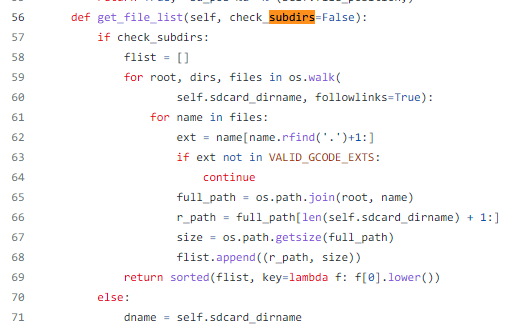 56 def get_file_list(self, check_subdirs=False):
57 if check_subdirs:
58 flist = []
59 for root, dirs, files in os.walk(
60 self.sdcard_dirname, followlinks=True):
61 for name in files:
62 ext = name[name.rfind('.')+1:]
63 if ext not in VALID_GCODE_EXTS:
64 continue
65 full_path = os.path.join(root, name)
66 r_path = full_path[len(self.sdcard_dirname) + 1:]
67 size = os.path.getsize(full_path)
68 flist.append((r_path, size))
69 return sorted(flist, key=lambda f: f[0].lower())
70 else:
71 dname = self.sdcard_dirname